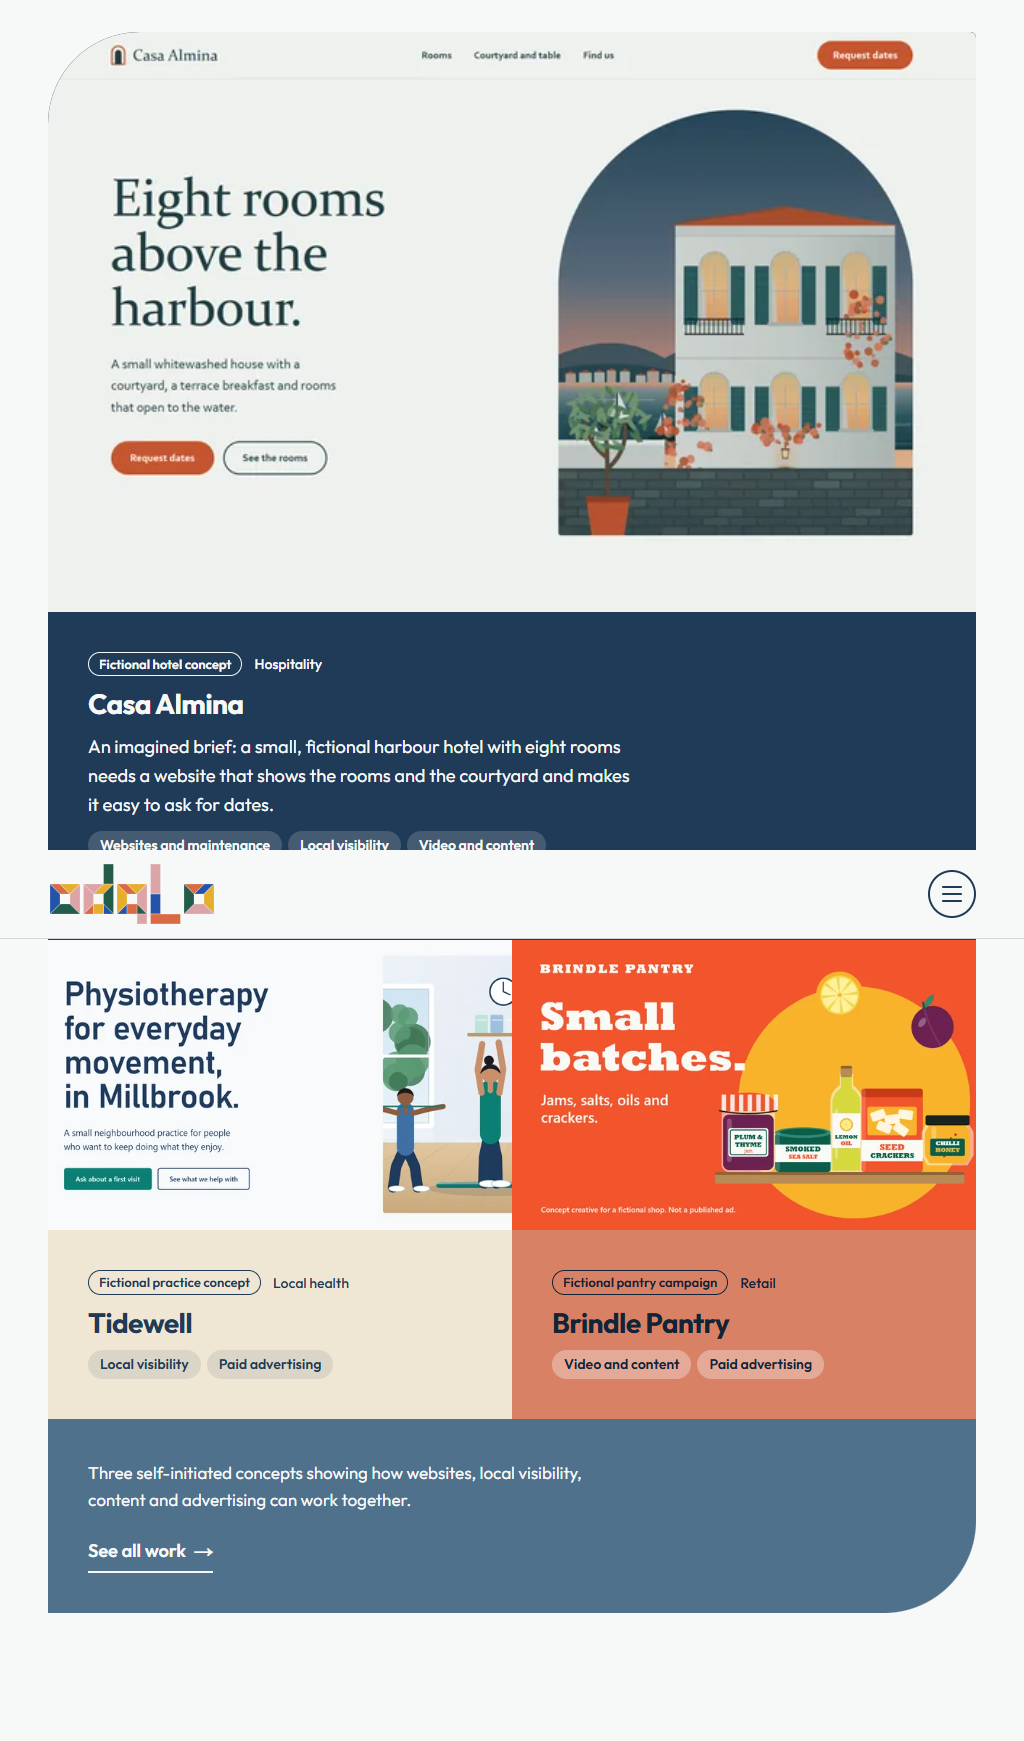 Casa Almina
Rooms Courtyard and table Find us
Request dates
Eight rooms
above the
harbour.
A small whitewashed house with a
courtyard, a terrace breakfast and rooms
that open to the water.
Request dates See the rooms
Fictional hotel concept Hospitality
Casa Almina
An imagined brief: a small, fictional harbour hotel with eight rooms
needs a website that shows the rooms and the courtyard and makes
it easy to ask for dates.
Websites and maintenance Local visibility Video and content
adaLo
Physiotherapy
for everyday
movement,
in Millbrook.
A small neighbourhood practice for people
who want to keep doing what they enjoy.
Ask about a first visit See what we help with
BRINDLE PANTRY
Small
batches.
Jams, salts, oils and
crackers.
PLUM &
THYME
jam
SMOKED
SEA SALT
LEMON
OIL
SEED
CRACKERS
CHILLI
HONEY
Concept creative for a fictional shop. Not a published ad.
Fictional practice concept Local health
Tidewell
Local visibility Paid advertising
Fictional pantry campaign Retail
Brindle Pantry
Video and content Paid advertising
Three self-initiated concepts showing how websites, local visibility,
content and advertising can work together.
See all work →